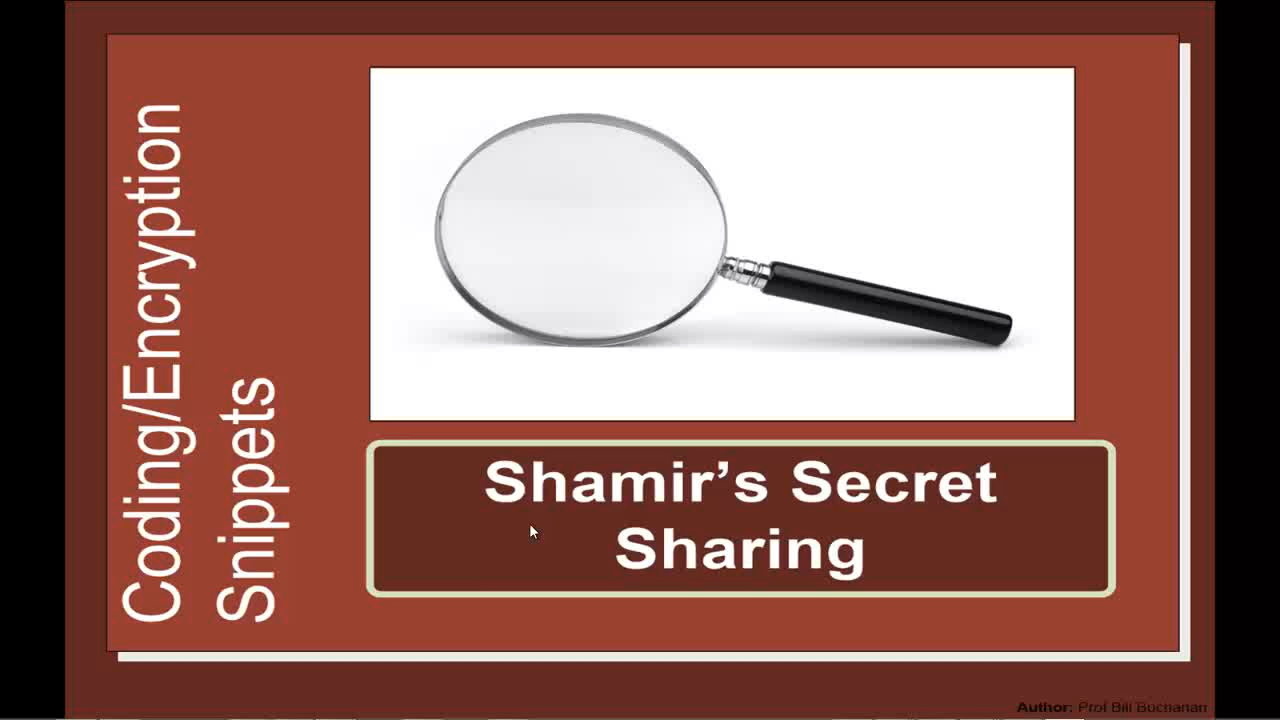 Coding/Encryption
Snippets
Shamir’s Secret
Sharing
Author: Prof Bill Buchanan